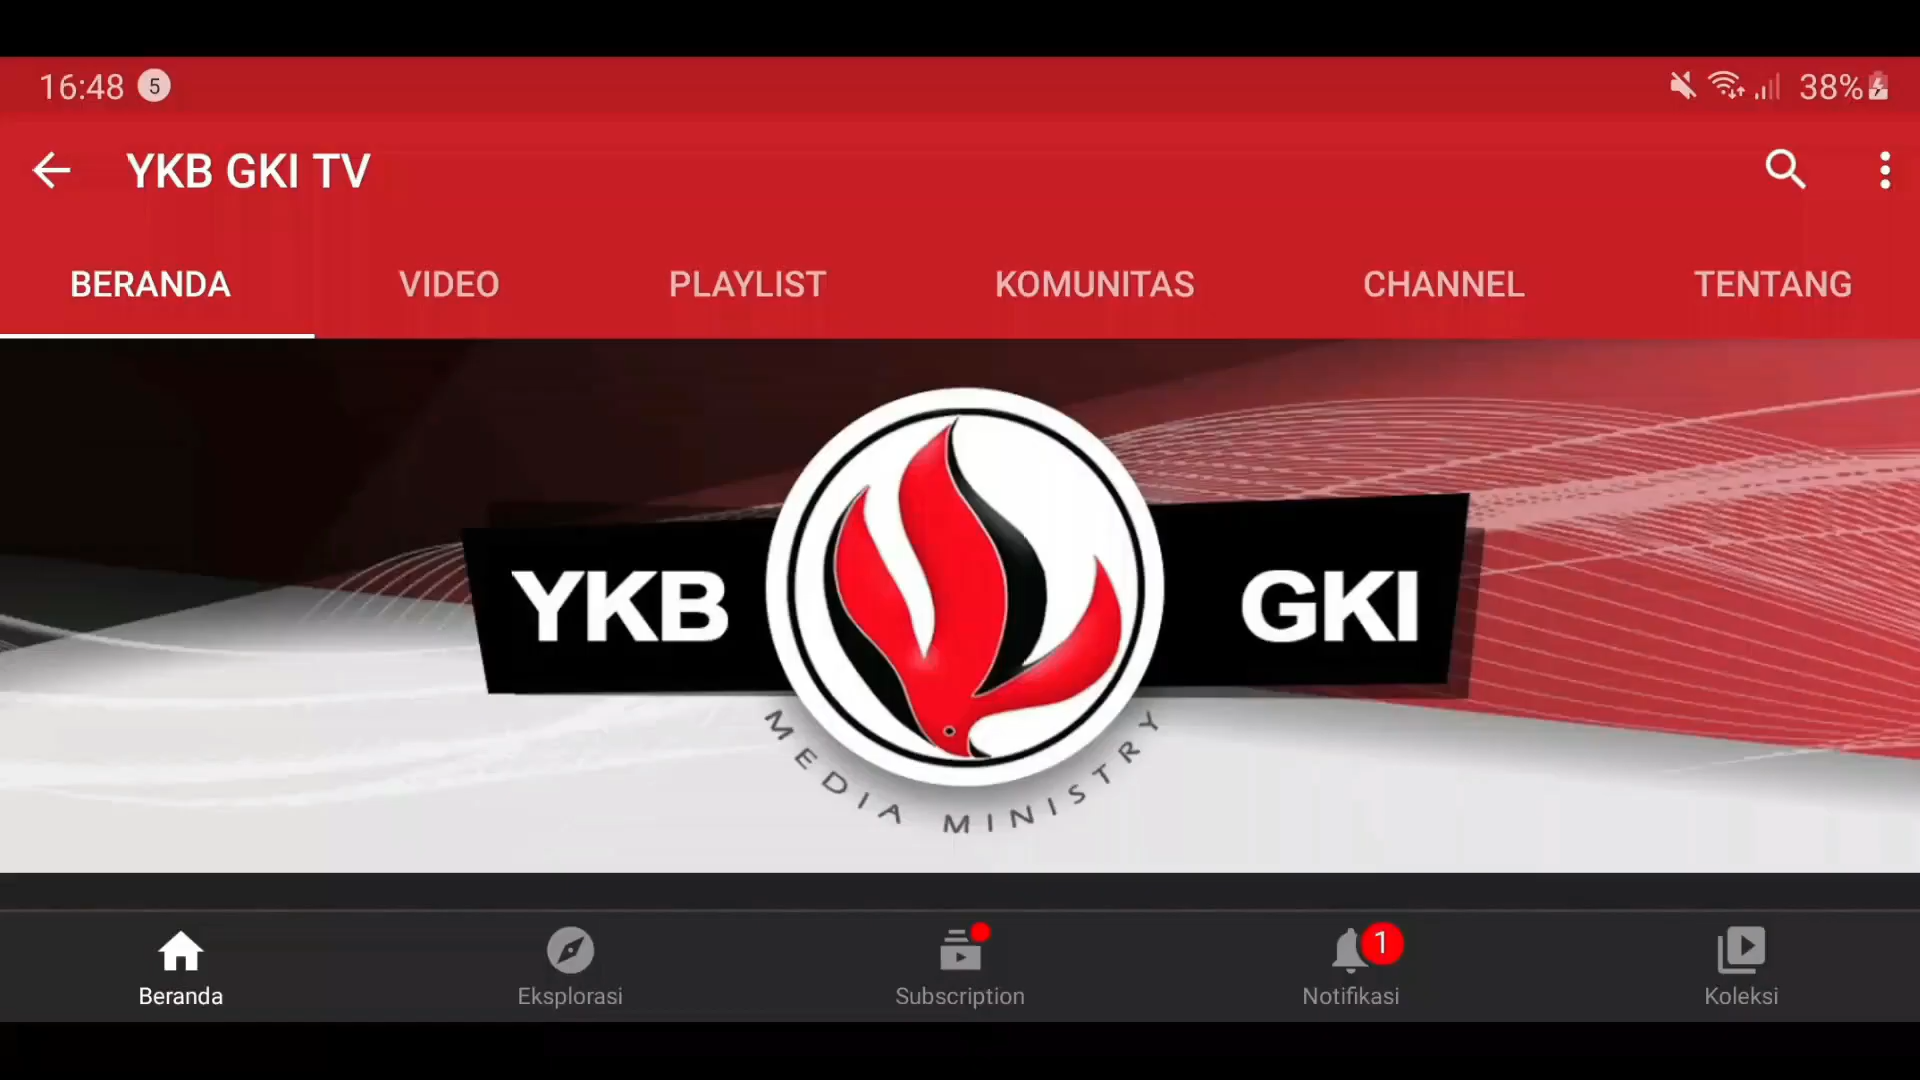 16:48 5 38%
YKB GKI TV
BERANDA VIDEO PLAYLIST KOMUNITAS CHANNEL TENTANG
YKB GKI
MEDIA MINISTRY
1
Beranda Eksplorasi Subscription Notifikasi Koleksi